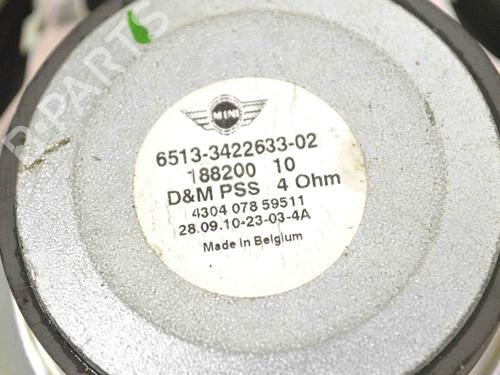 B-PARTS
MINI
6513-3422633-02
188200 10
D&M PSS 4 Ohm
4304 078 59511
28.09.10-23-03-4A
Made in Belgium